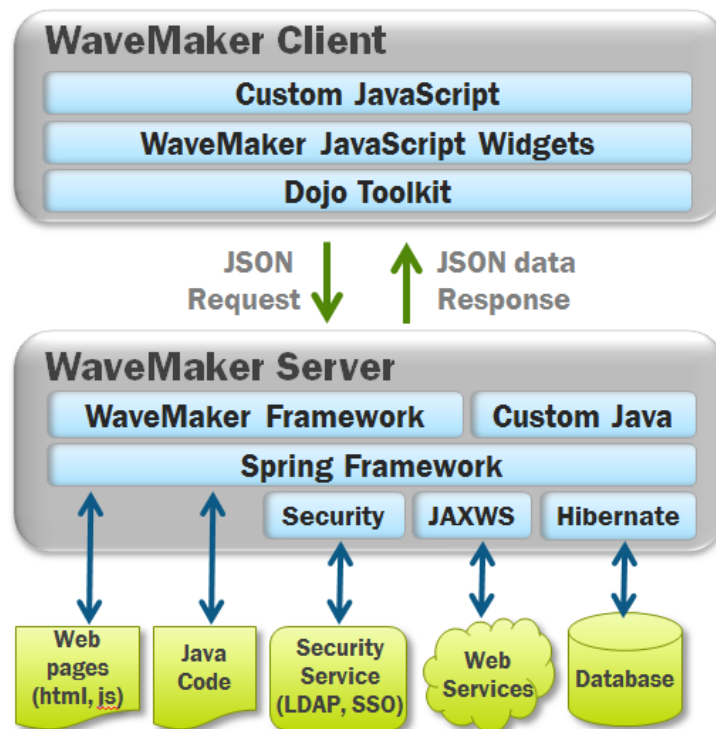 WaveMaker Client
Custom JavaScript
WaveMaker JavaScript Widgets
Dojo Toolkit
JSON
Request
JSON data
Response
WaveMaker Server
WaveMaker Framework
Custom Java
Spring Framework
Security
JAXWS
Hibernate
Web
pages
(html, js)
Java
Code
Security
Service
(LDAP, SSO)
Web
Services
Database